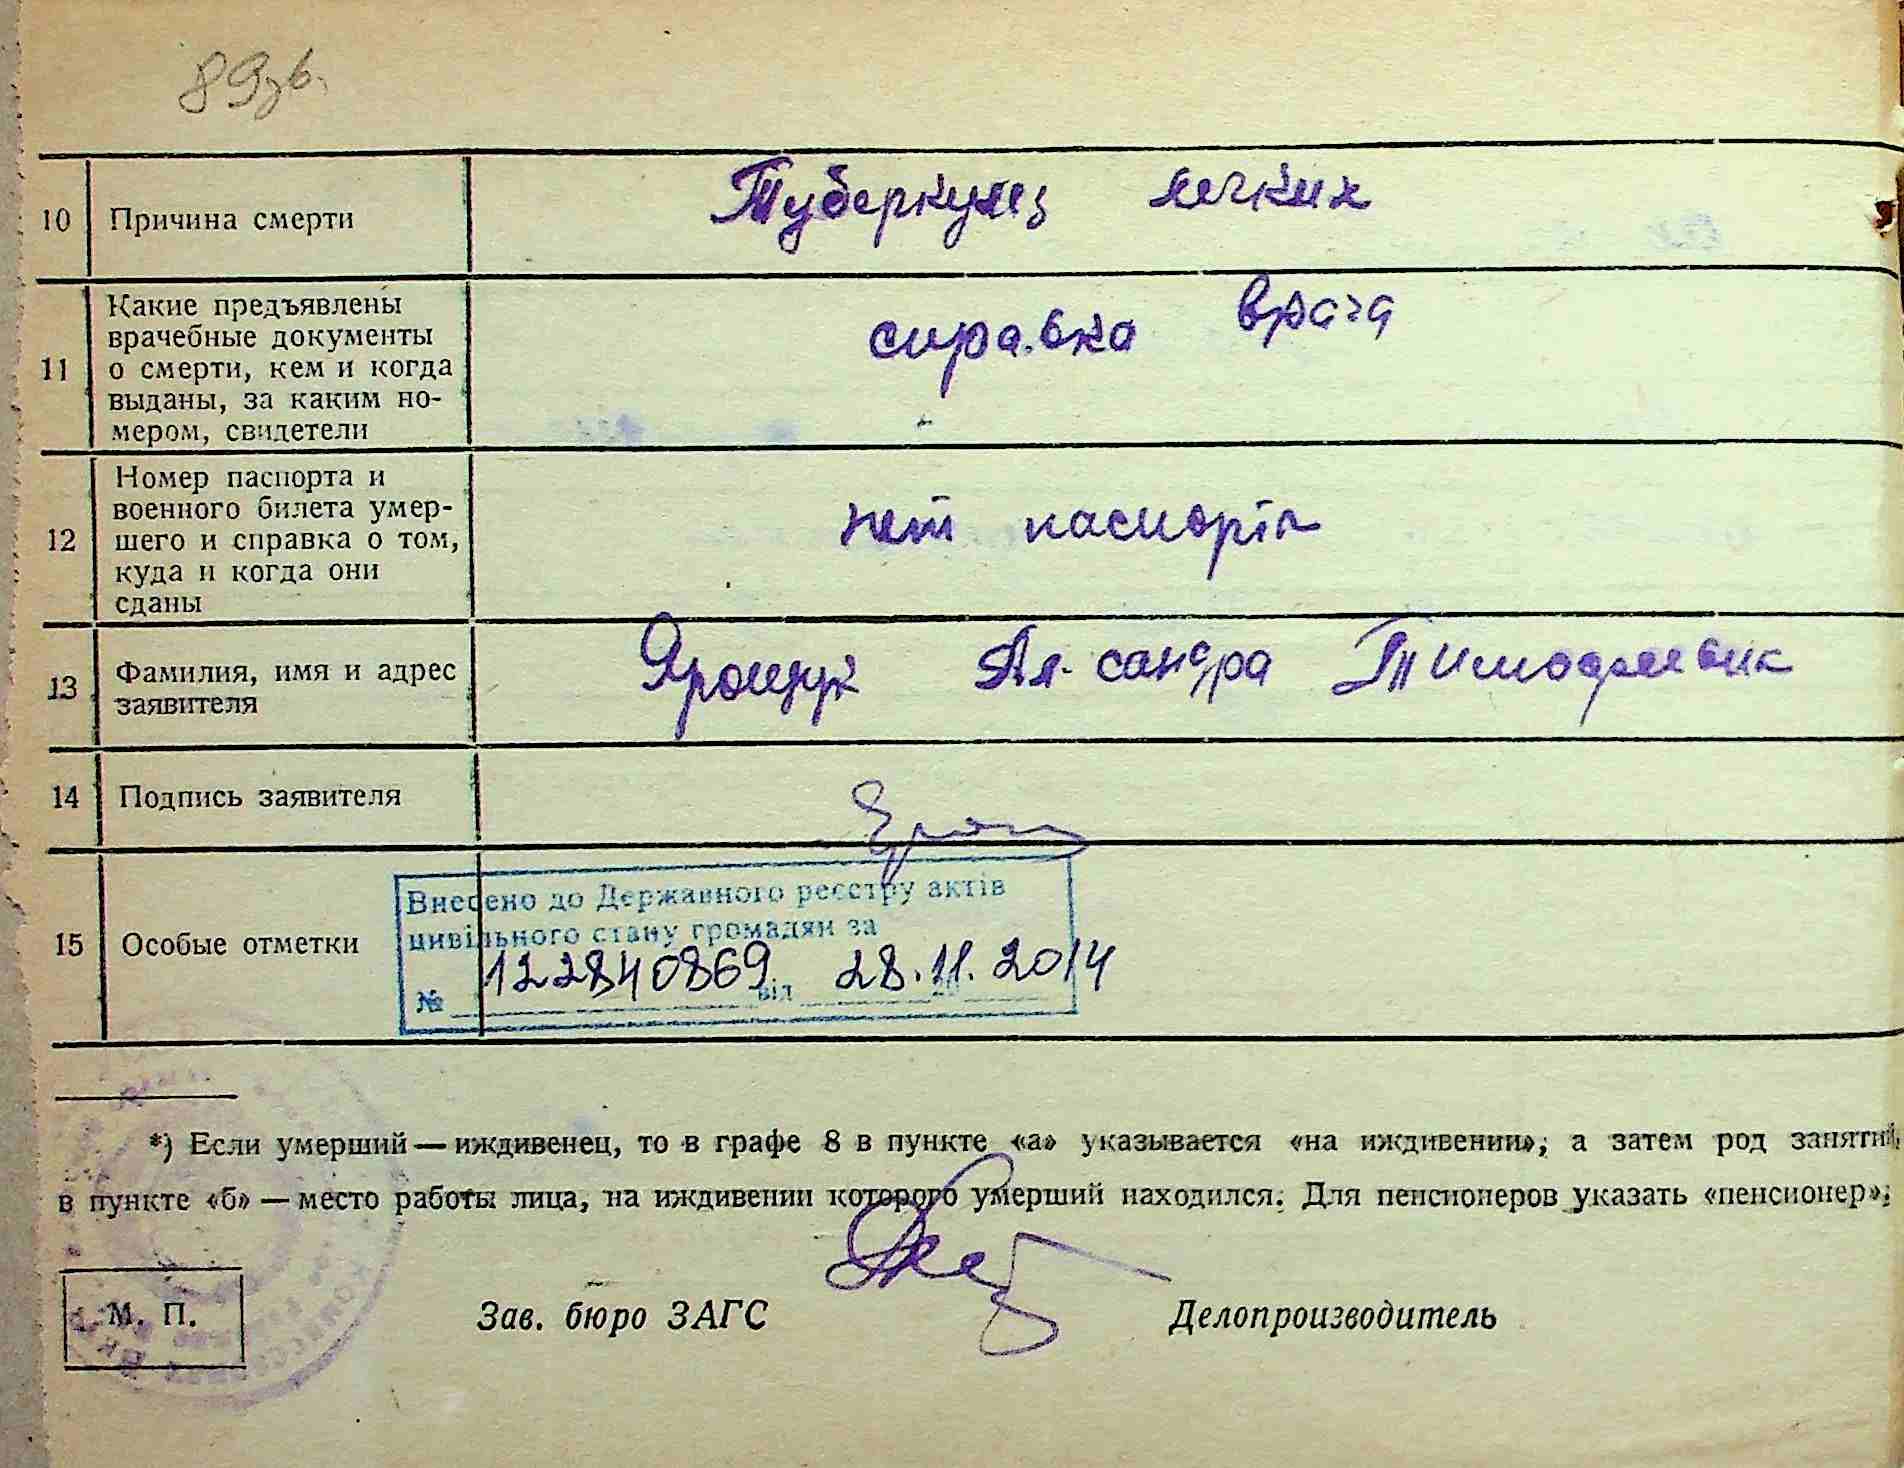 89зв.
10 Причина смерти Туберкулез легких
11 Какие предъявлены
врачебные документы
о смерти, кем и когда
выданы, за каким но-
мером, свидетели
справка врача
12 Номер паспорта и
военного билета умер-
шего и справка о том,
куда и когда они
сданы
нет паспорта
13 Фамилия, имя и адрес
заявителя
Ярощук Ал-сандра Тимофеевик
14 Подпись заявителя
15 Особые отметки
Внесено до Державного реєстру актів
цивільного стану громадян за
№ 122840869 від 28.11.2014
*) Если умерший — иждивенец, то в графе 8 в пункте «а» указывается «на иждивении», а затем род занятий,
в пункте «б» — место работы лица, на иждивении которого умерший находился. Для пенсионеров указать «пенсионер».
М. П. Зав. бюро ЗАГС Делопроизводитель